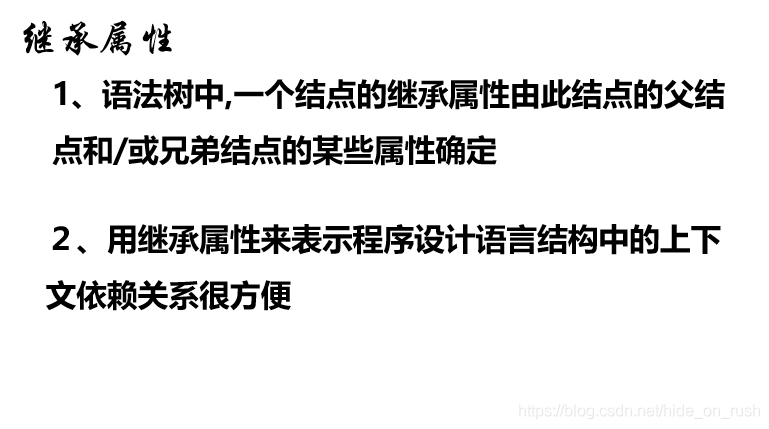 继承属性
1、语法树中,一个结点的继承属性由此结点的父结
点和/或兄弟结点的某些属性确定
2、用继承属性来表示程序设计语言结构中的上下
文依赖关系很方便
https://blog.csdn.net/hide_on_rush